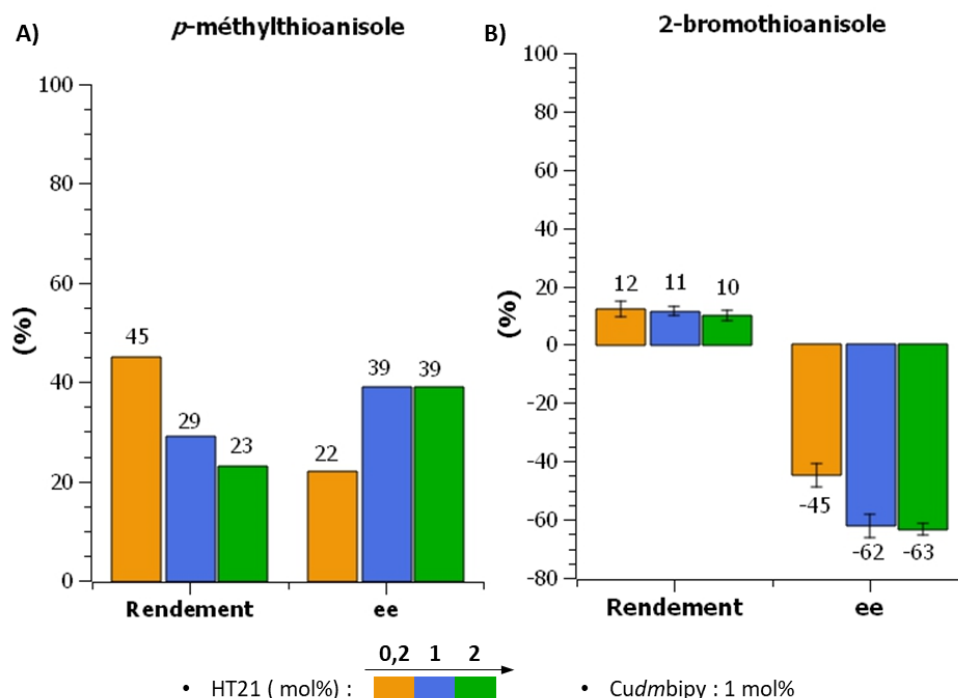 A)
p-méthylthioanisole
(%)
100
80
60
40
20
0
45
29
23
22
39
39
Rendement
ee
B)
2-bromothioanisole
(%)
100
80
60
40
20
0
-20
-40
-60
-80
12
11
10
-45
-62
-63
Rendement
ee
0,2 1 2
• HT21 ( mol%) :
• Cudmbipy : 1 mol%